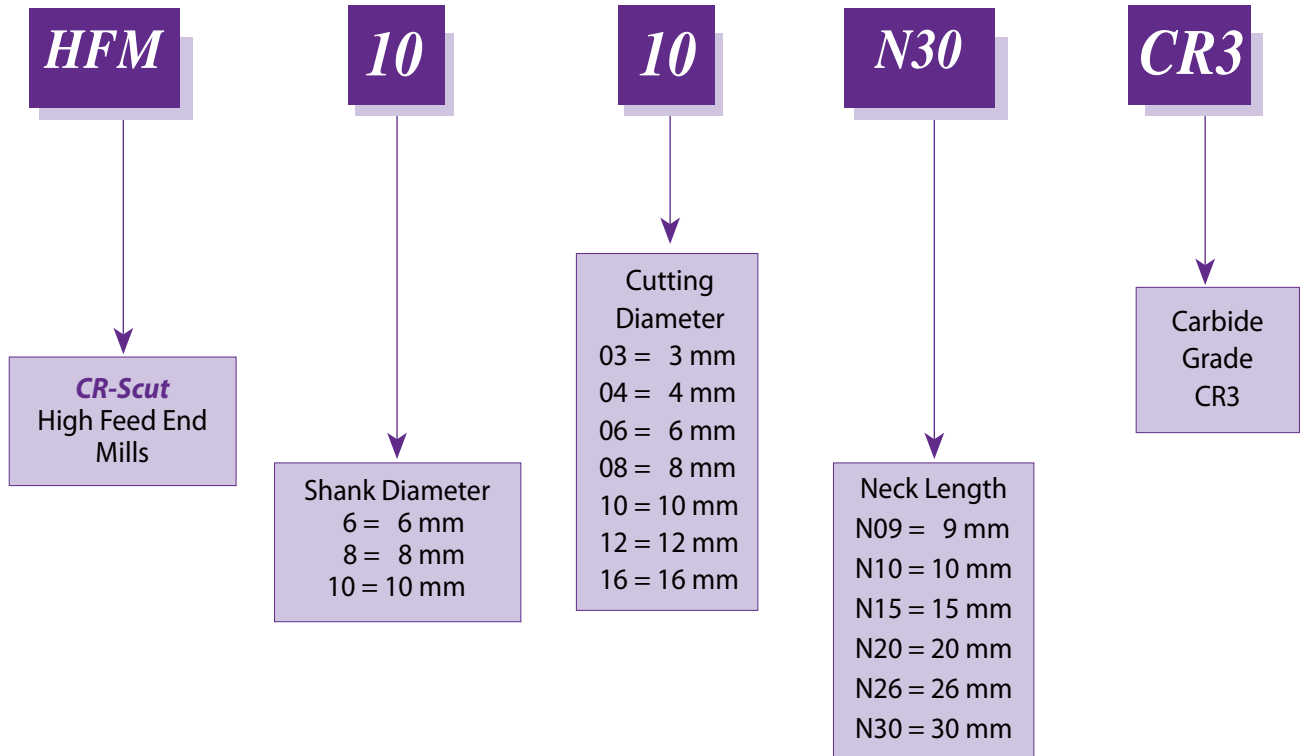 HFM
10
10
N30
CR3
CR-Scut
High Feed End
Mills
Shank Diameter
6 = 6 mm
8 = 8 mm
10 = 10 mm
Cutting
Diameter
03 = 3 mm
04 = 4 mm
06 = 6 mm
08 = 8 mm
10 = 10 mm
12 = 12 mm
16 = 16 mm
Neck Length
N09 = 9 mm
N10 = 10 mm
N15 = 15 mm
N20 = 20 mm
N26 = 26 mm
N30 = 30 mm
Carbide
Grade
CR3